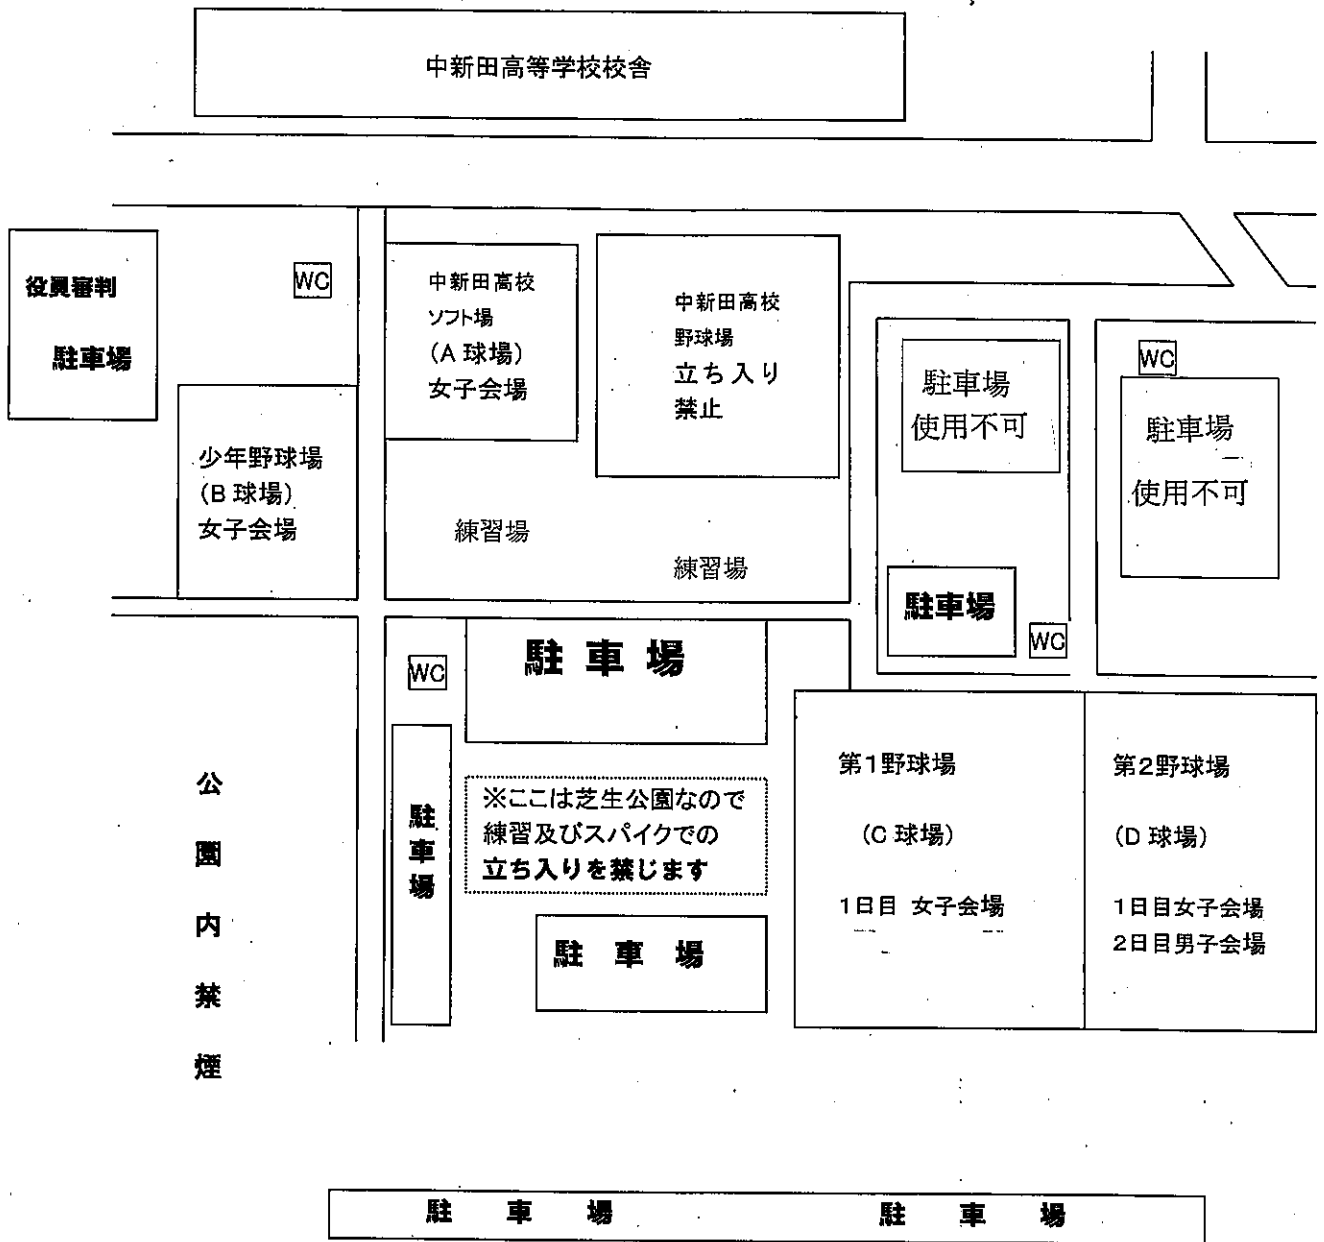 中新田高等学校校舎
役員審判
駐車場
WC
中新田高校
ソフト場
(A 球場)
女子会場
中新田高校
野球場
立ち入り
禁止
駐車場
使用不可
WC
駐車場
使用不可
少年野球場
(B 球場)
女子会場
練習場
練習場
駐車場
WC
WC
駐 車 場
駐車場
※ここは芝生公園なので
練習及びスパイクでの
立ち入りを禁じます
駐 車 場
第1野球場
(C 球場)
1日目 女子会場
第2野球場
(D 球場)
1日目女子会場
2日目男子会場
公園内禁煙
駐 車 場
駐 車 場